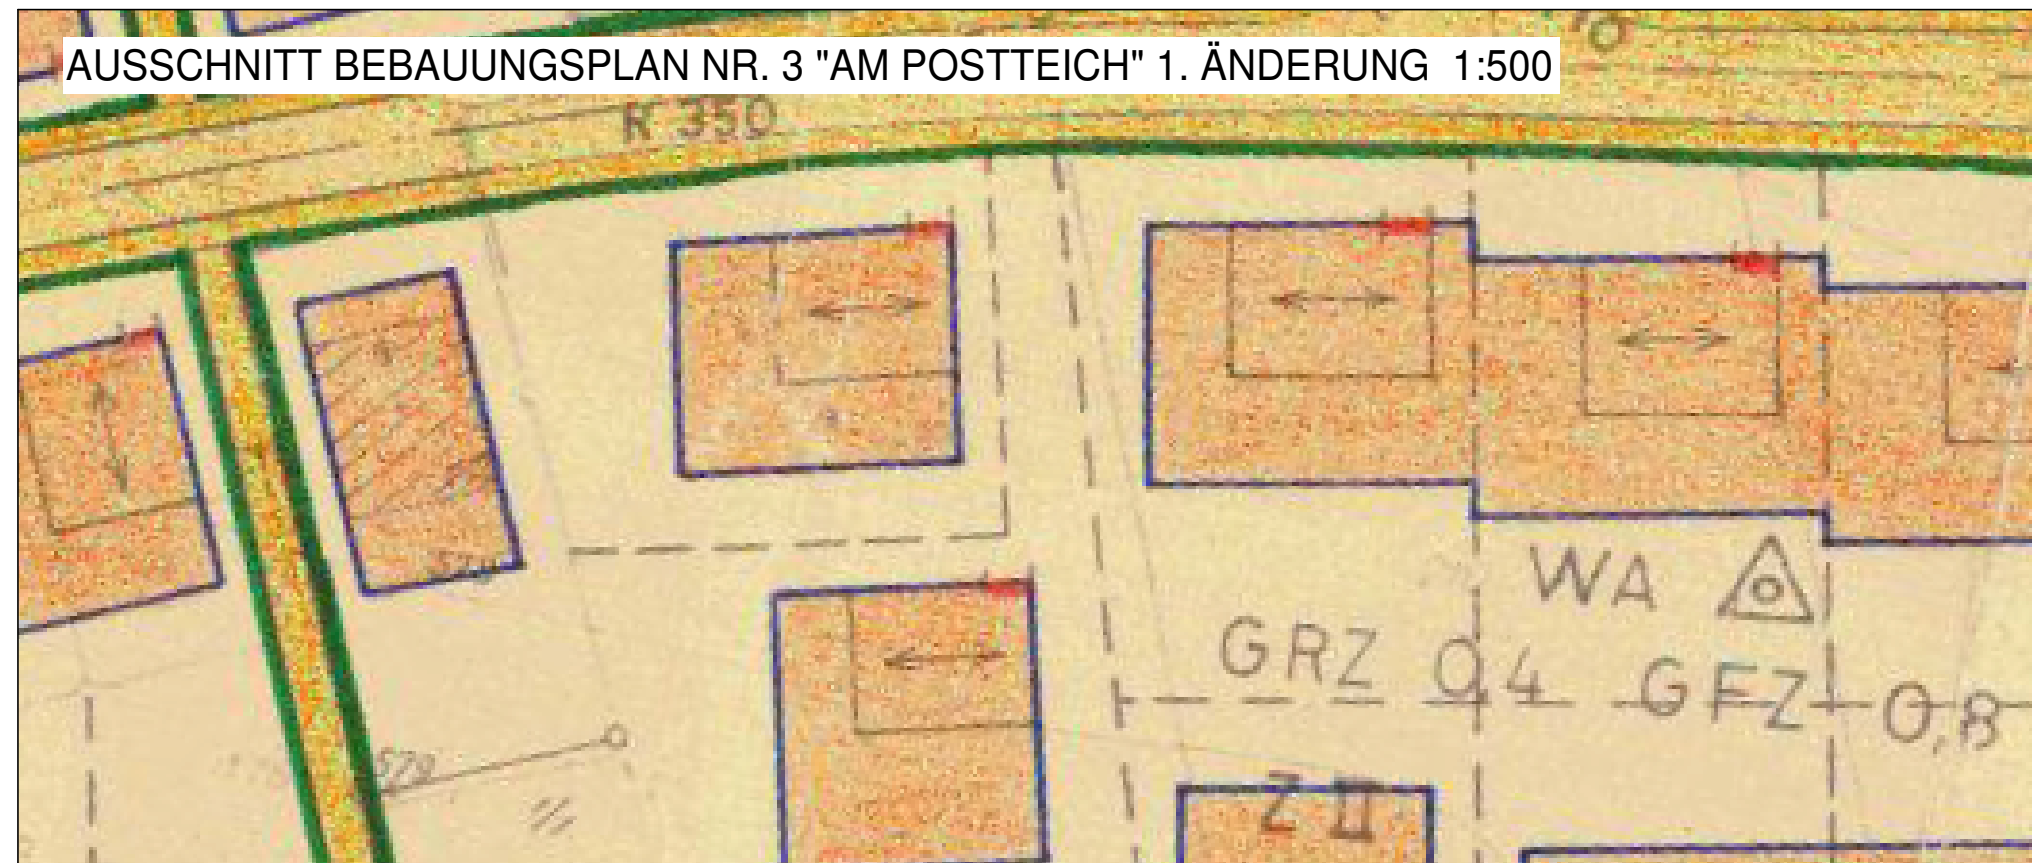 AUSSCHNITT BEBAUUNGSPLAN NR. 3 "AM POSTTEICH" 1. ÄNDERUNG 1:500
R 350
WA
GRZ 0,4 GFZ 0,8
579
Z II